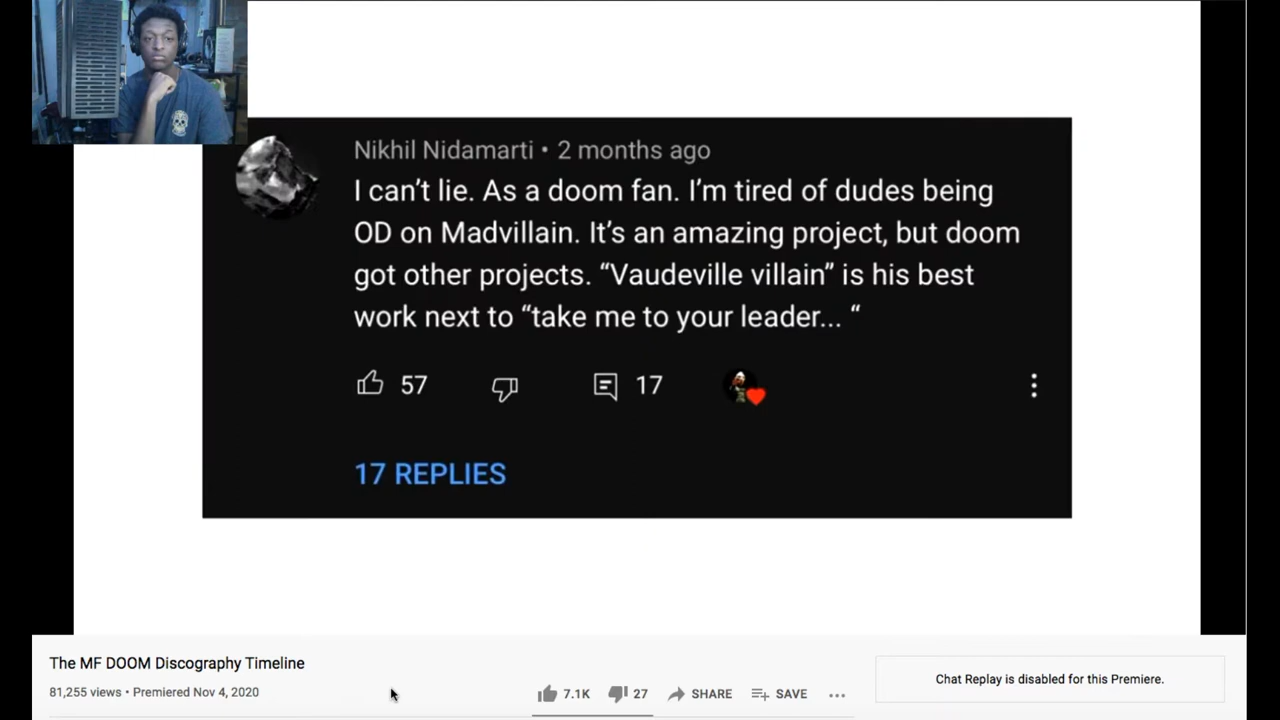 Nikhil Nidamarti • 2 months ago
I can't lie. As a doom fan. I'm tired of dudes being
OD on Madvillain. It's an amazing project, but doom
got other projects. “Vaudeville villain” is his best
work next to “take me to your leader... “
57
17
17 REPLIES
The MF DOOM Discography Timeline
81,255 views • Premiered Nov 4, 2020
7.1K
27
SHARE
SAVE
Chat Replay is disabled for this Premiere.